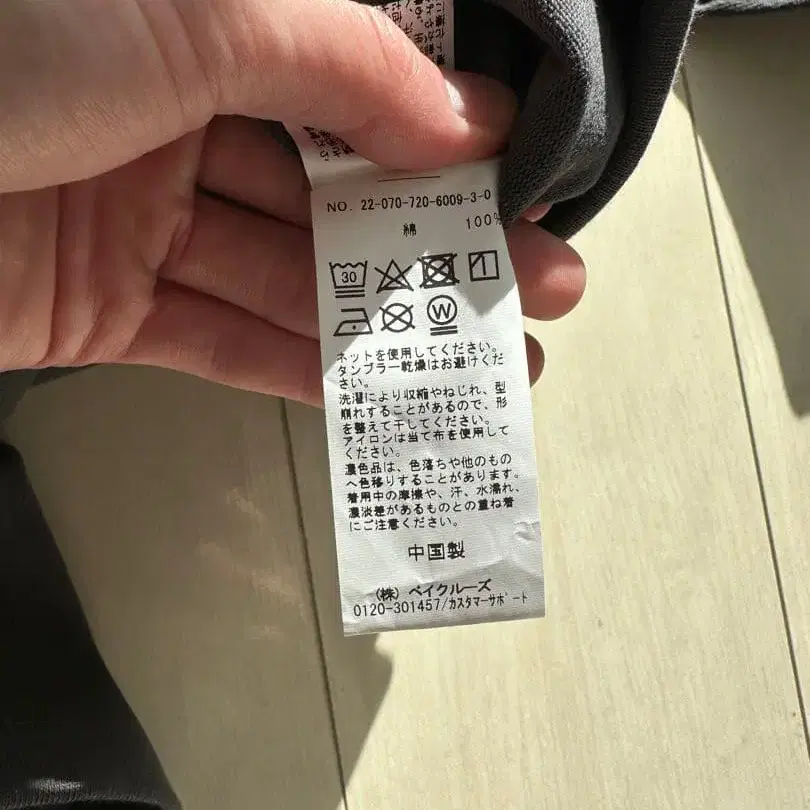 NO. 22-070-720-6009-3-0
綿 100%
30
W
ネットを使用してください。
タンブラー乾燥はお避けくだ
さい。
洗濯により収縮やねじれ、型
崩れすることがあるので、形
を整えて干してください。
アイロンは当て布を使用して
ください。
濃色品は、色落ちや他のもの
へ色移りすることがあります。
着用中の摩擦や、汗、水濡れ、
濃淡差があるものとの重ね着
にご注意ください。
中国製
(株) ベイクルーズ
0120-301457/カスタマーサポート